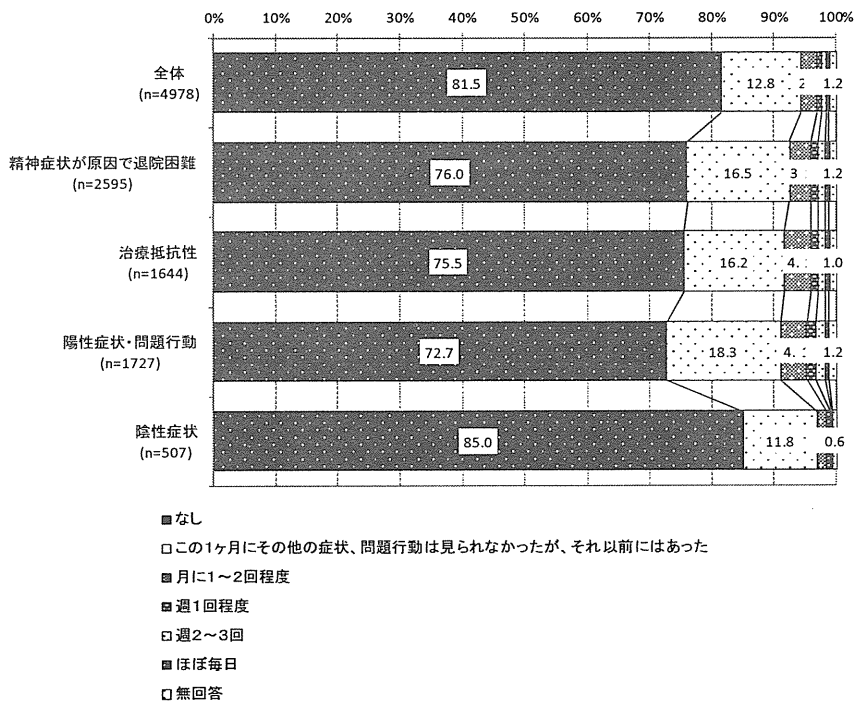 0% 10% 20% 30% 40% 50% 60% 70% 80% 90% 100%
全体
(n=4978)
81.5 12.8 2 1.2
精神症状が原因で退院困難
(n=2595)
76.0 16.5 3 1.2
治療抵抗性
(n=1644)
75.5 16.2 4. 1.0
陽性症状・問題行動
(n=1727)
72.7 18.3 4. 1.2
陰性症状
(n=507)
85.0 11.8 0.6
なし
この1ヶ月にその他の症状、問題行動は見られなかったが、それ以前にはあった
月に1～2回程度
週1回程度
週2～3回
ほぼ毎日
無回答